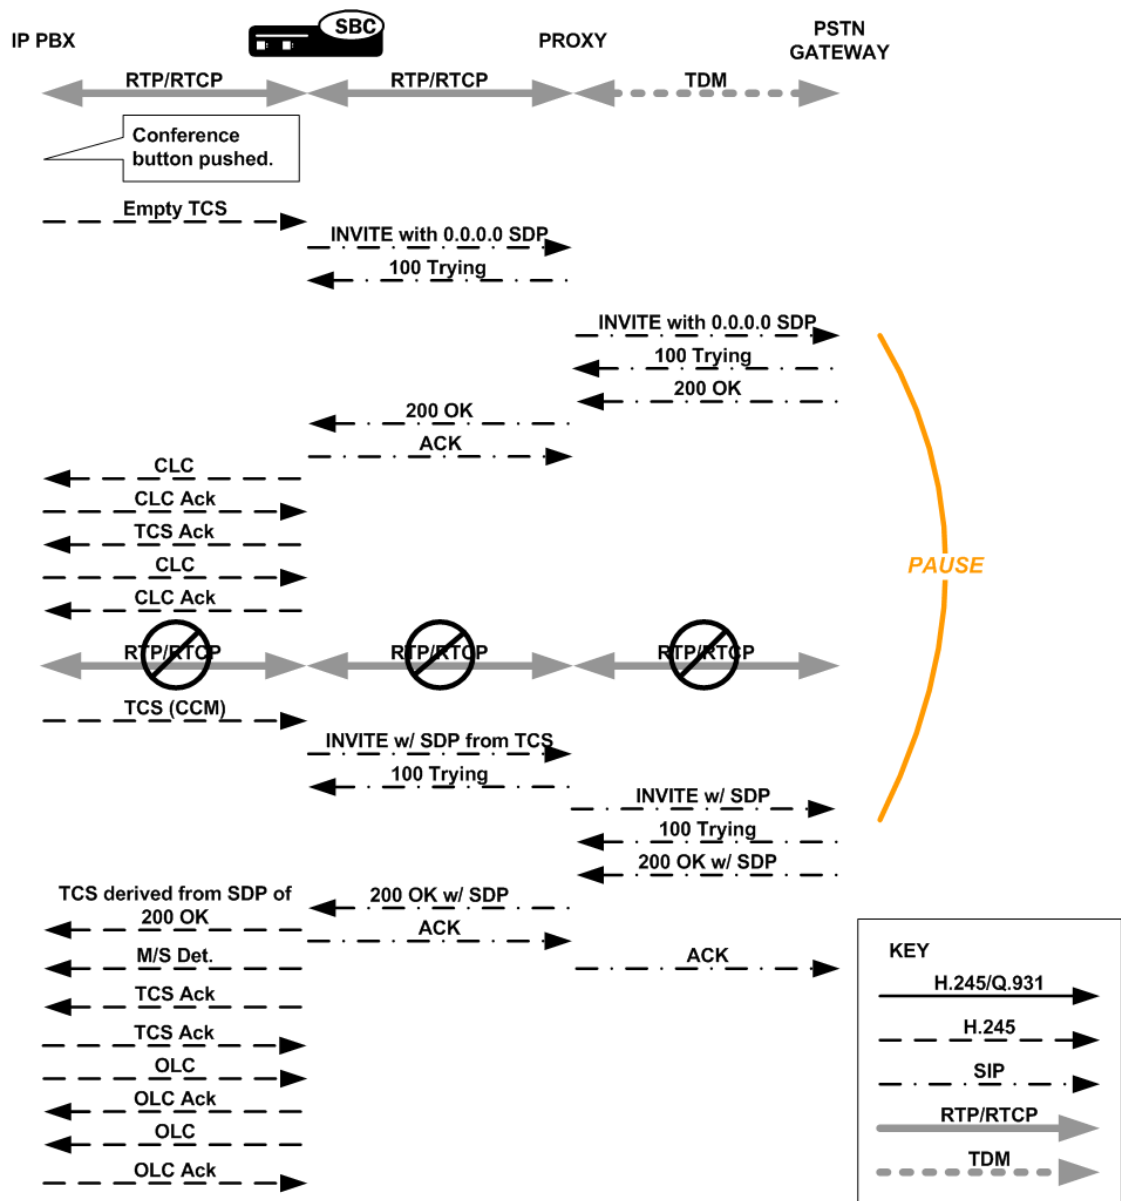 IP PBX
SBC
PROXY
PSTN
GATEWAY
RTP/RTCP
RTP/RTCP
TDM
Conference
button pushed.
Empty TCS
INVITE with 0.0.0.0 SDP
100 Trying
INVITE with 0.0.0.0 SDP
100 Trying
200 OK
200 OK
ACK
CLC
CLC Ack
TCS Ack
CLC
CLC Ack
PAUSE
RTP/RTCP
RTP/RTCP
RTP/RTCP
TCS (CCM)
INVITE w/ SDP from TCS
100 Trying
INVITE w/ SDP
100 Trying
200 OK w/ SDP
TCS derived from SDP of
200 OK
200 OK w/ SDP
ACK
M/S Det.
ACK
TCS Ack
TCS Ack
OLC
OLC Ack
OLC
OLC Ack
KEY
H.245/Q.931
H.245
SIP
RTP/RTCP
TDM